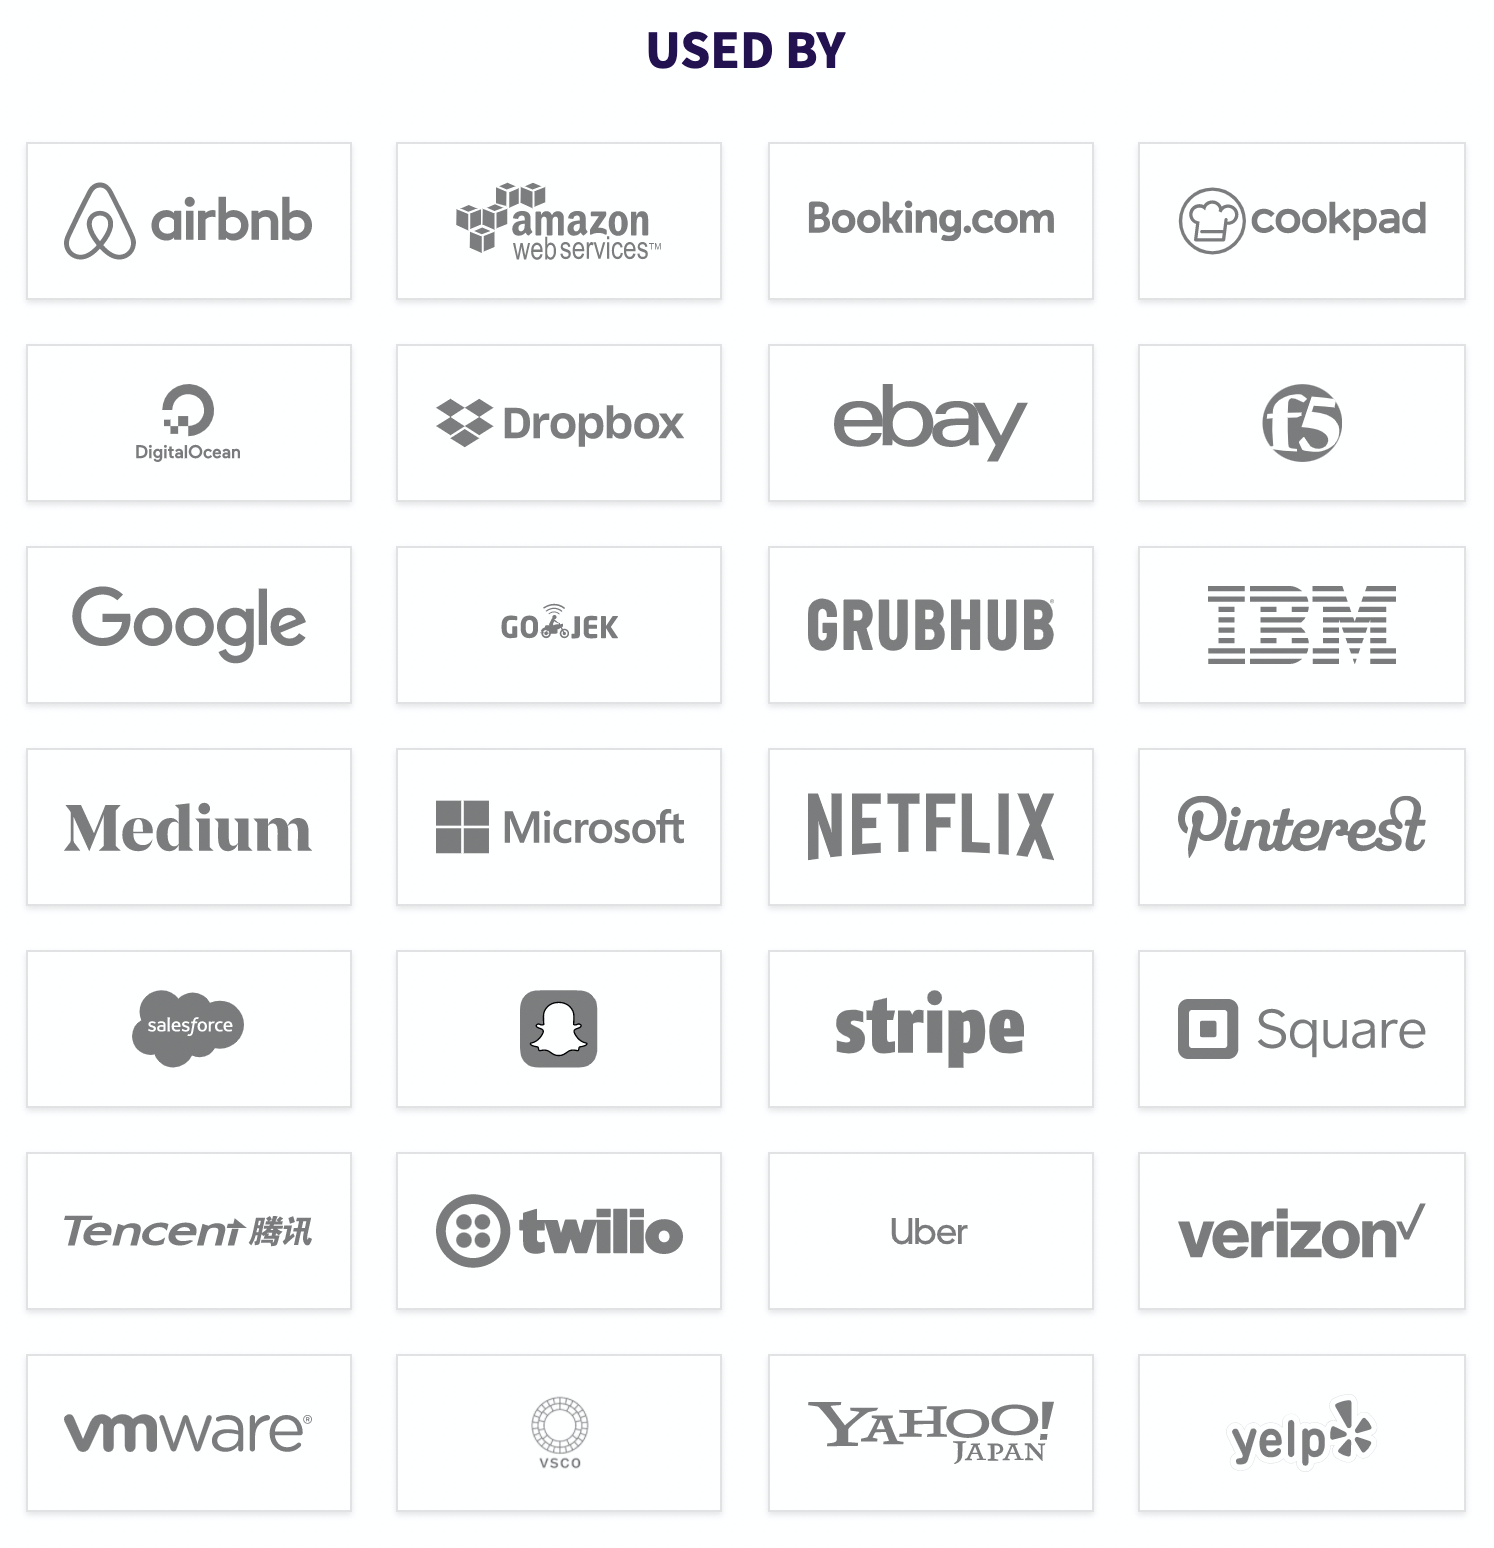 USED BY
airbnb
amazon
web services™
Booking.com
cookpad
DigitalOcean
Dropbox
ebay
f5
Google
GO JEK
GRUBHUB®
IBM
Medium
Microsoft
NETFLIX
Pinterest
salesforce
stripe
Square
Tencent 腾讯
twilio
Uber
verizon✓
vmware®
VSCO
YAHOO!
JAPAN
yelp